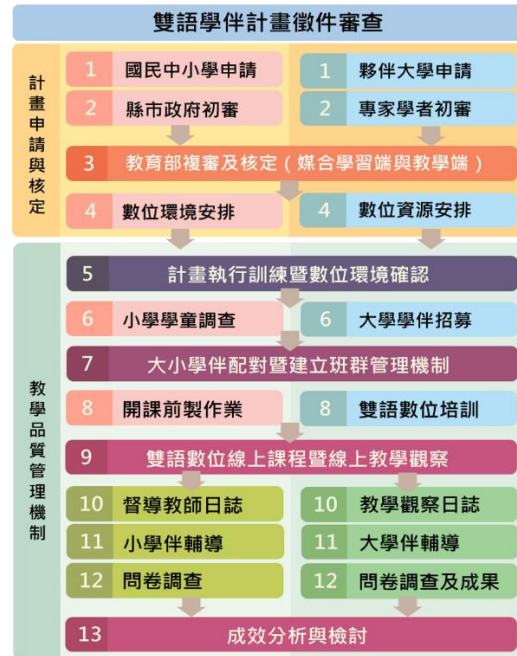 雙語學伴計畫徵件審查
計畫申請與核定
1 國民中小學申請
1 夥伴大學申請
2 縣市政府初審
2 專家學者初審
3 教育部複審及核定（媒合學習端與教學端）
4 數位環境安排
4 數位資源安排
教學品質管理機制
5 計畫執行訓練暨數位環境確認
6 小學學童調查
6 大學學伴招募
7 大小學伴配對暨建立班群管理機制
8 開課前製作業
8 雙語數位培訓
9 雙語數位線上課程暨線上教學觀察
10 督導教師日誌
10 教學觀察日誌
11 小學伴輔導
11 大學伴輔導
12 問卷調查
12 問卷調查及成果
13 成效分析與檢討